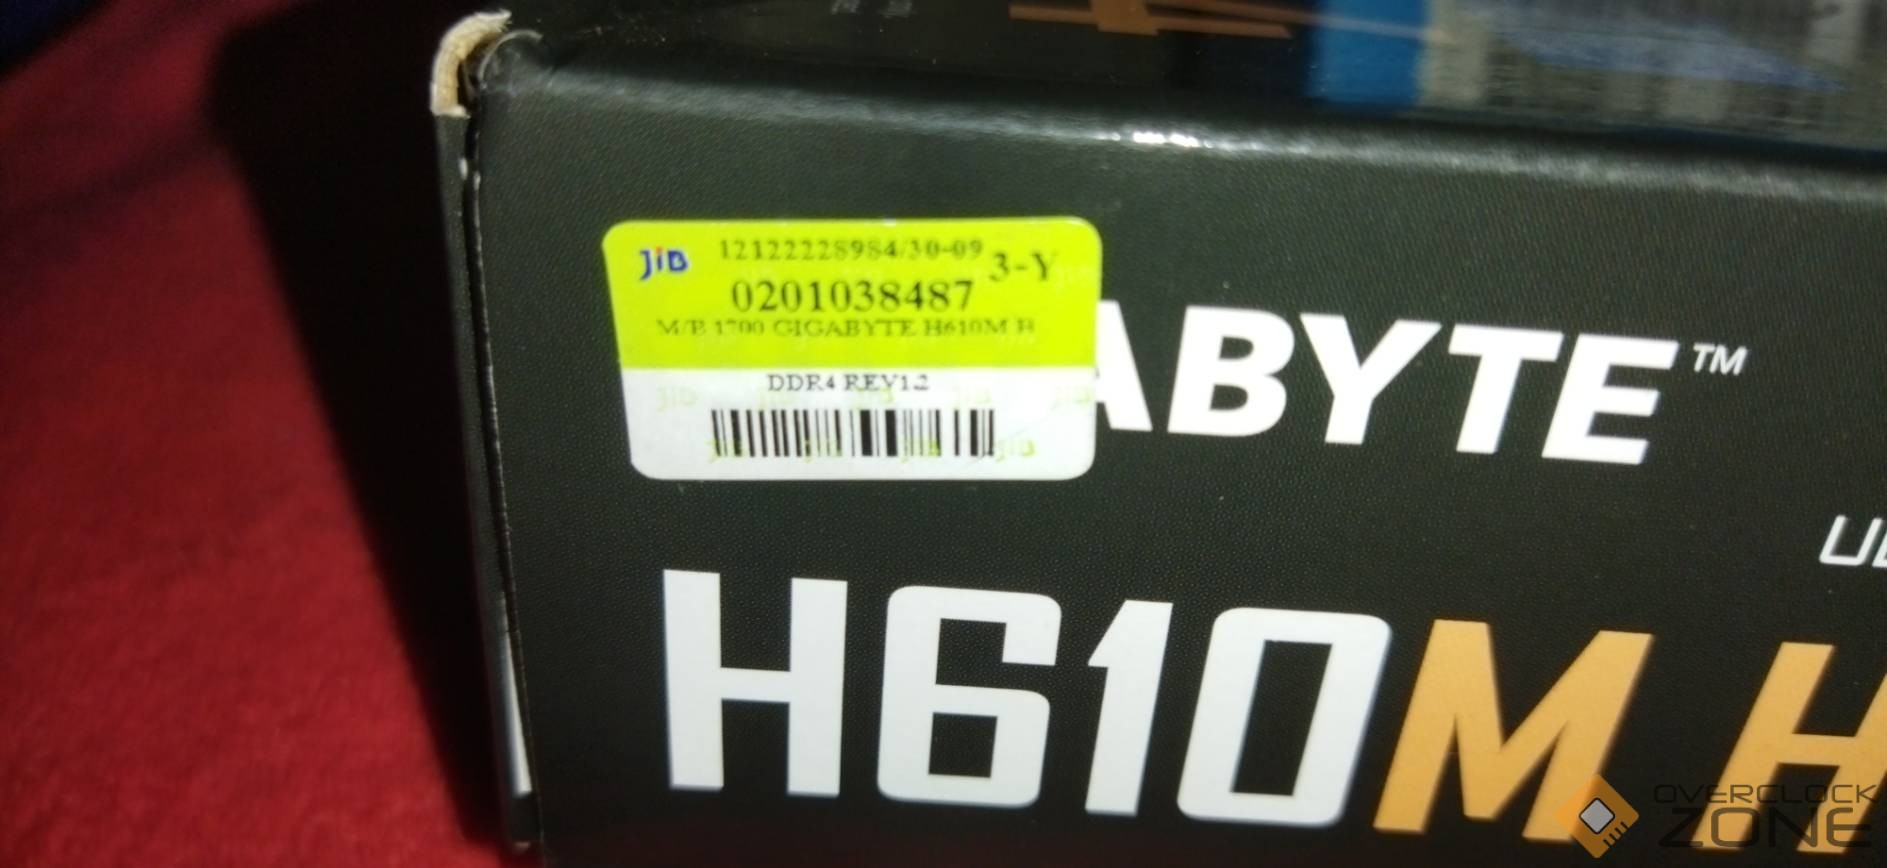 JiB 12122228984/30-09 3-Y
0201038487
M/B 1700 GIGABYTE H610M H
DDR4 REV1.2
ABYTE™
H610M H
OVERCLOCK
ZONE